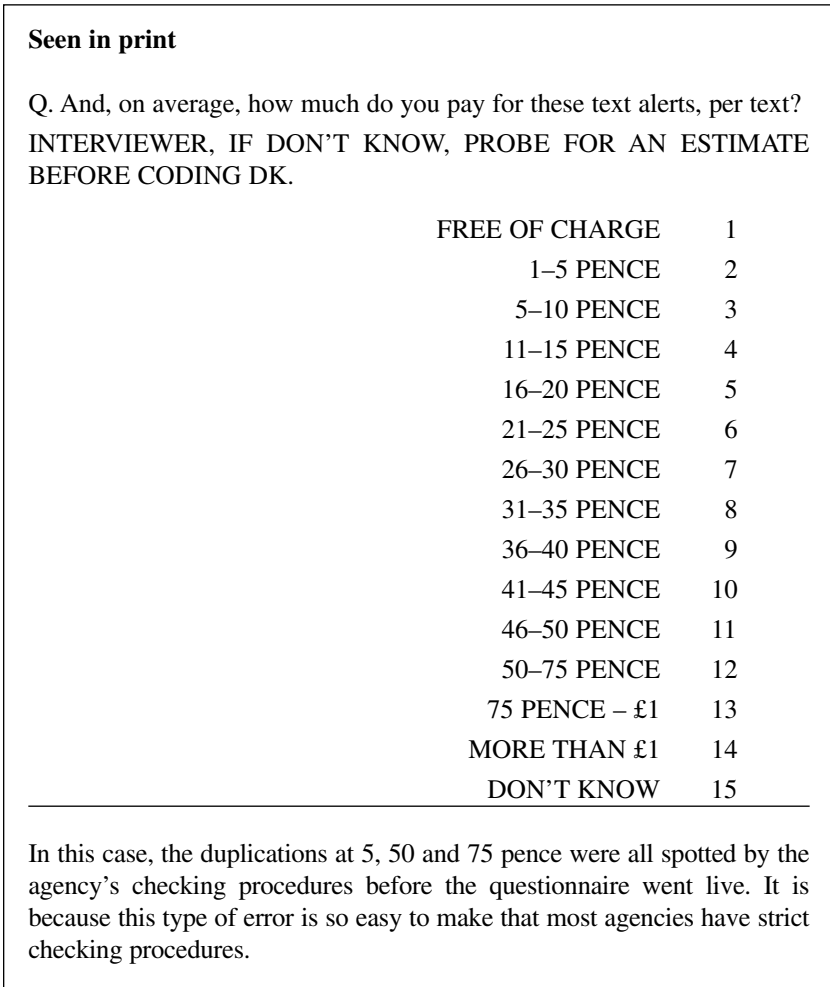 Seen in print
Q. And, on average, how much do you pay for these text alerts, per text?
INTERVIEWER, IF DON’T KNOW, PROBE FOR AN ESTIMATE
BEFORE CODING DK.
FREE OF CHARGE 1
1–5 PENCE 2
5–10 PENCE 3
11–15 PENCE 4
16–20 PENCE 5
21–25 PENCE 6
26–30 PENCE 7
31–35 PENCE 8
36–40 PENCE 9
41–45 PENCE 10
46–50 PENCE 11
50–75 PENCE 12
75 PENCE – £1 13
MORE THAN £1 14
DON’T KNOW 15
In this case, the duplications at 5, 50 and 75 pence were all spotted by the
agency’s checking procedures before the questionnaire went live. It is
because this type of error is so easy to make that most agencies have strict
checking procedures.